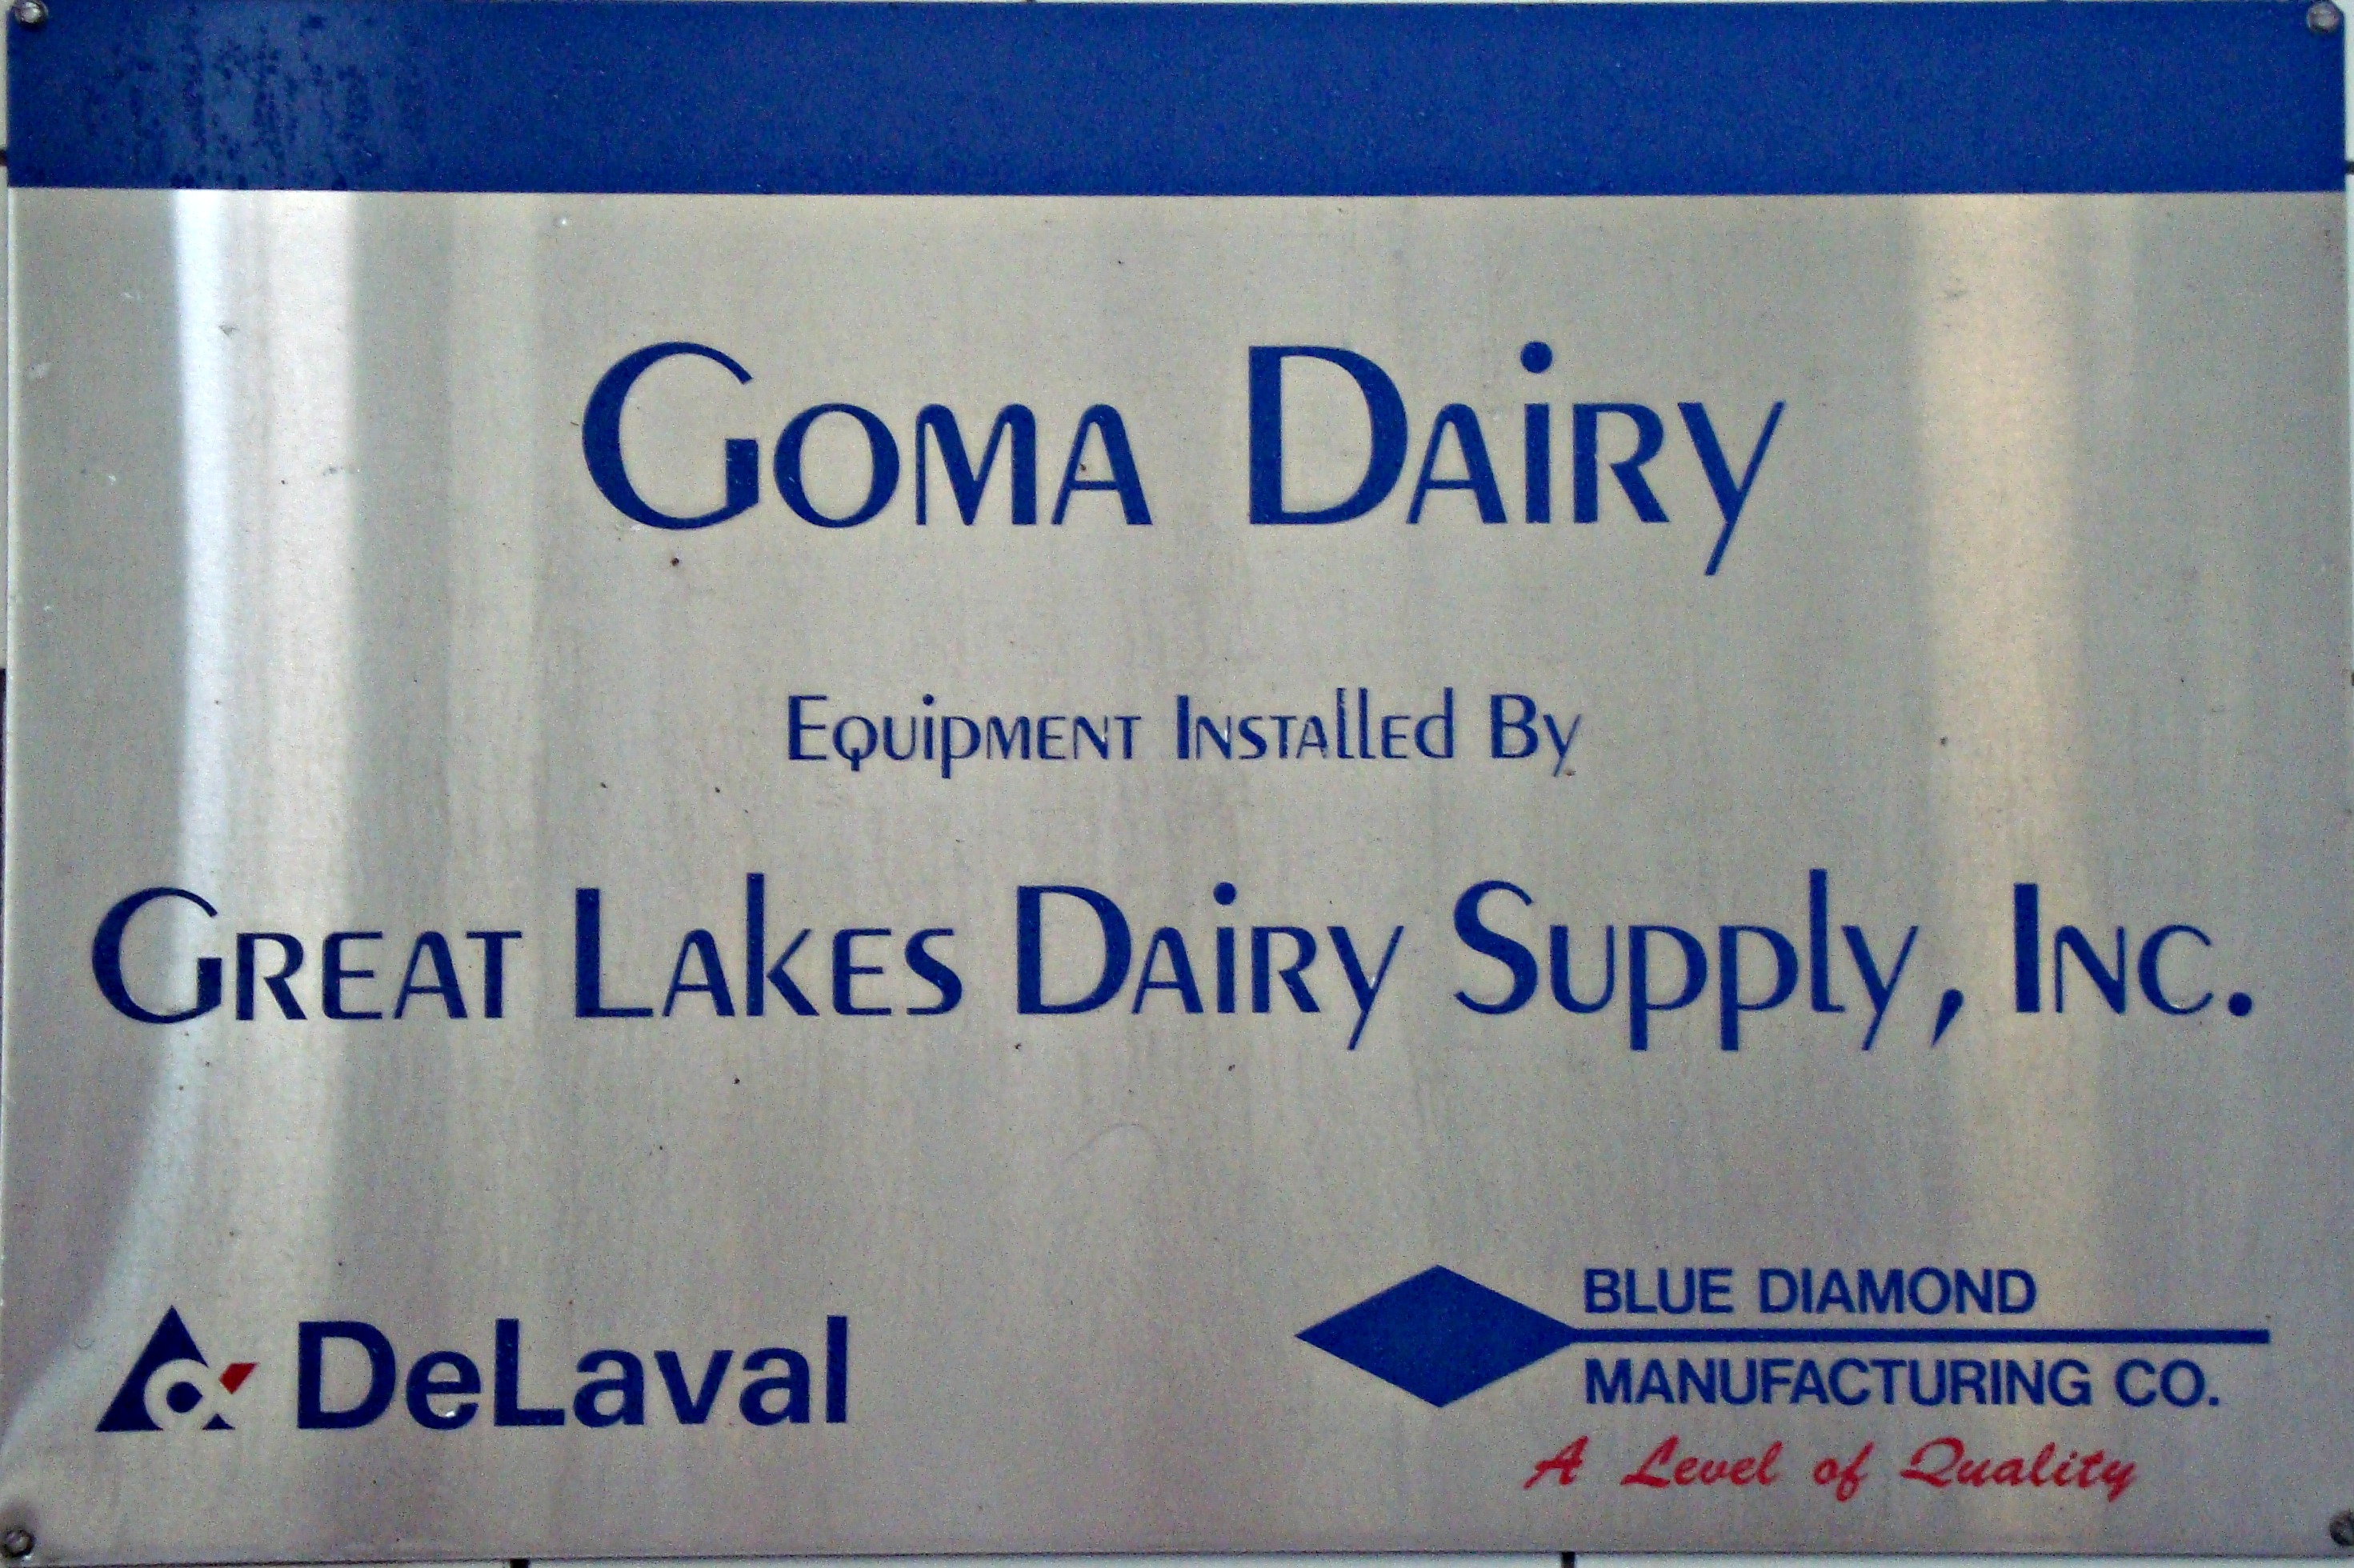 Goma Dairy
Equipment Installed By
Great Lakes Dairy Supply, Inc.
DeLaval
BLUE DIAMOND
MANUFACTURING CO.
A Level of Quality